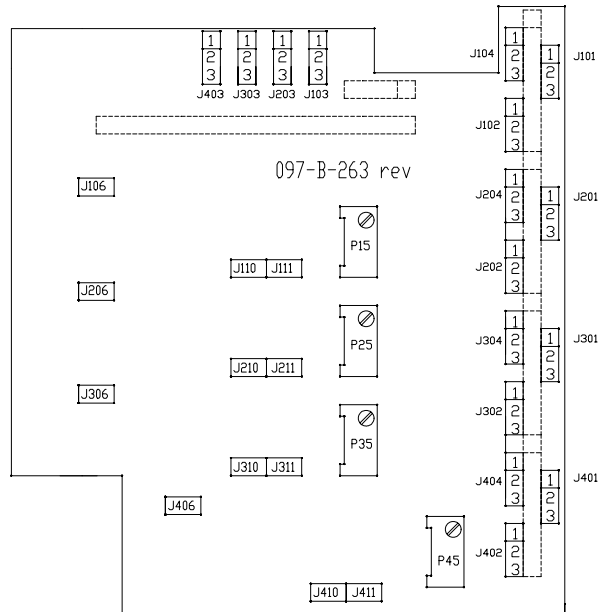 1 1 1 1
2 2 2 2
3 3 3 3
J403 J303 J203 J103
J104
1
2
3
1
2
3
J101
J102
1
2
3
097-B-263 rev
J106
J204
1
2
3
1
2
3
J201
P15
J110 J111
J202
1
2
3
J206
J304
1
2
3
1
2
3
J301
P25
J210 J211
J306
J302
1
2
3
P35
J310 J311
J404
1
2
3
1
2
3
J401
J406
J402
1
2
3
P45
J410 J411